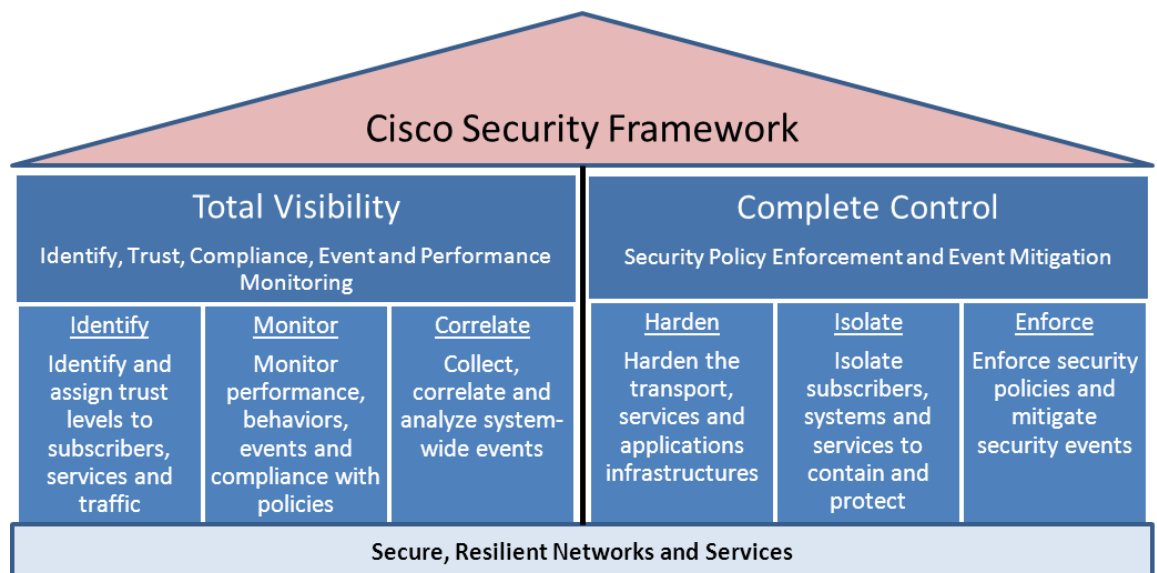 Cisco Security Framework
Total Visibility
Identify, Trust, Compliance, Event and Performance
Monitoring
Complete Control
Security Policy Enforcement and Event Mitigation
Identify
Identify and
assign trust
levels to
subscribers,
services and
traffic
Monitor
Monitor
performance,
behaviors,
events and
compliance with
policies
Correlate
Collect,
correlate and
analyze system-
wide events
Harden
Harden the
transport,
services and
applications
infrastructures
Isolate
Isolate
subscribers,
systems and
services to
contain and
protect
Enforce
Enforce security
policies and
mitigate
security events
Secure, Resilient Networks and Services